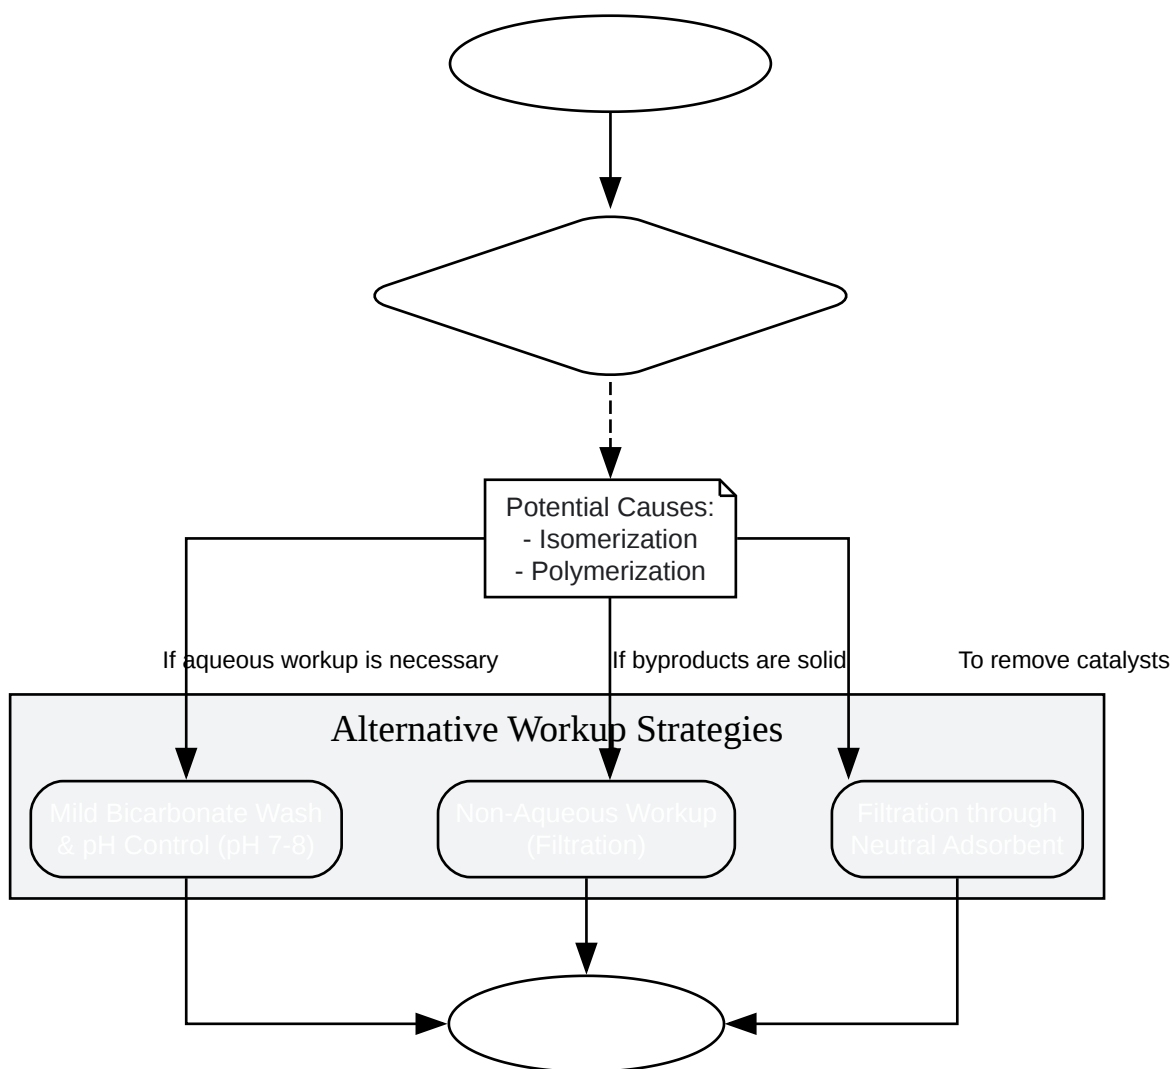 Potential Causes:
- Isomerization
- Polymerization
If aqueous workup is necessary
If byproducts are solid
To remove catalysts
Alternative Workup Strategies
Mild Bicarbonate Wash
& pH Control (pH 7-8)
Non-Aqueous Workup
(Filtration)
Filtration through
Neutral Adsorbent